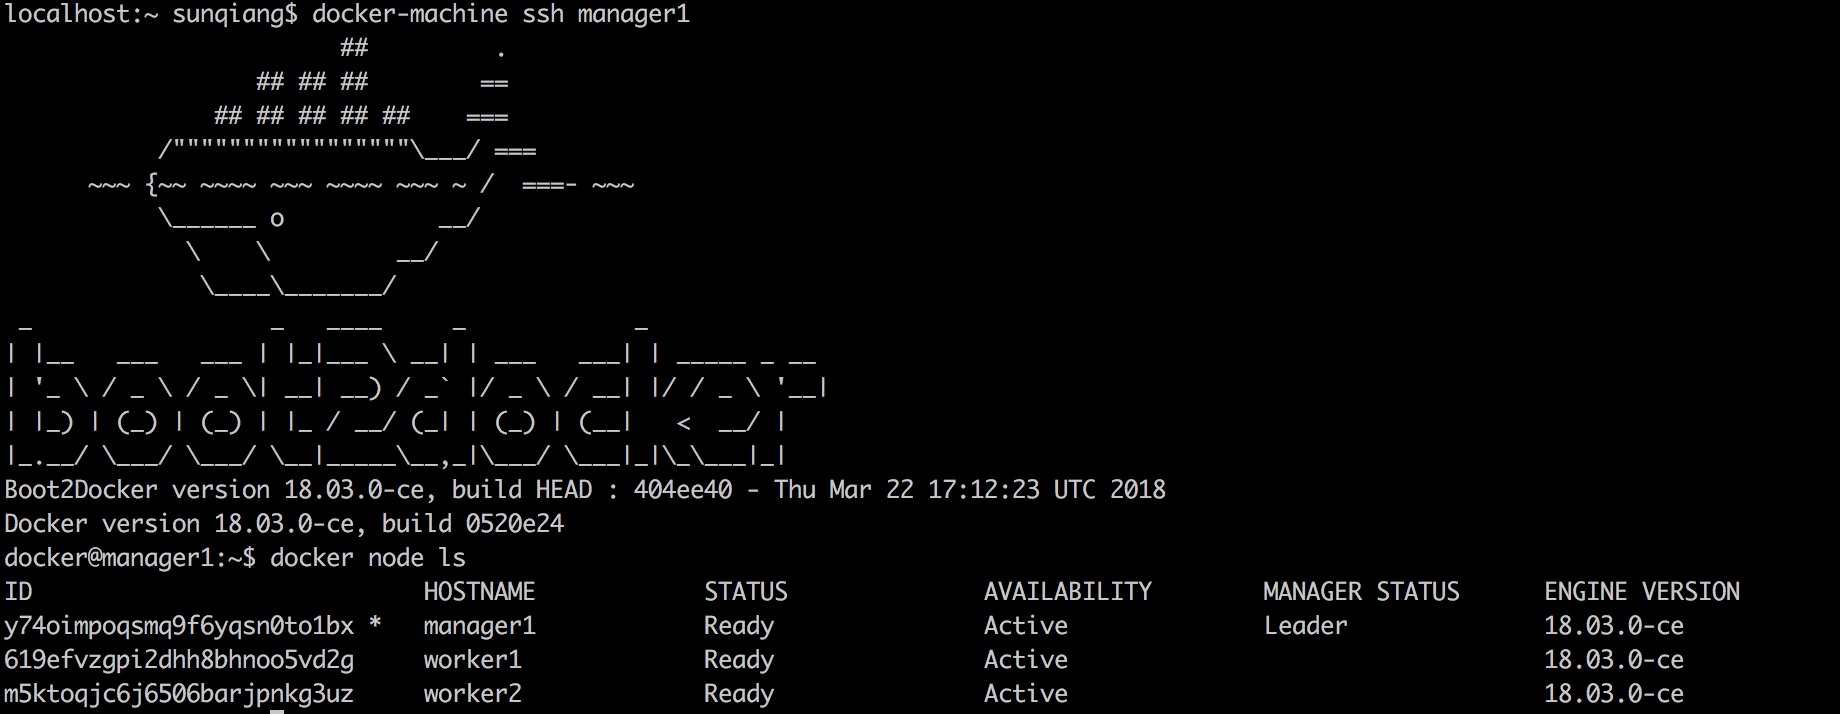 localhost:~ sunqiang$ docker-machine ssh manager1
                        ##         .
                  ## ## ##        ==
               ## ## ## ## ##    ===
           /"""""""""""""""""\___/ ===
      ~~~ {~~ ~~~~ ~~~ ~~~~ ~~~ ~ /  ===- ~~~
           \______ o           __/
             \    \         __/
              \____\_______/
 _                 _   ____     _            _
| |__   ___   ___ | |_|___ \ __| | ___   ___| | _____ _ __
| '_ \ / _ \ / _ \| __| __) / _` |/ _ \ / __| |/ / _ \ '__|
| |_) | (_) | (_) | |_ / __/ (_| | (_) | (__|   <  __/ |
|_.__/ \___/ \___/ \__|_____\__,_|\___/ \___|_|\_\___|_|
Boot2Docker version 18.03.0-ce, build HEAD : 404ee40 - Thu Mar 22 17:12:23 UTC 2018
Docker version 18.03.0-ce, build 0520e24
docker@manager1:~$ docker node ls
ID                            HOSTNAME            STATUS              AVAILABILITY        MANAGER STATUS      ENGINE VERSION
y74oimpoqsmq9f6yqsn0to1bx *   manager1            Ready               Active              Leader              18.03.0-ce
619efvzgpi2dhh8bhnoo5vd2g     worker1             Ready               Active                                  18.03.0-ce
m5ktoqjc6j6506barjpnkg3uz     worker2             Ready               Active                                  18.03.0-ce